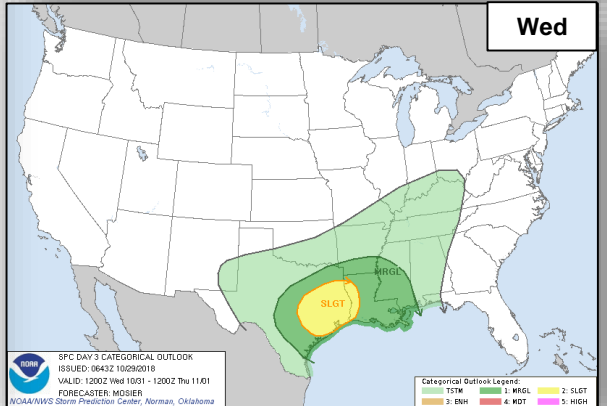 Wed
MRGL
SLGT
NOAA
SPC DAY 3 CATEGORICAL OUTLOOK
ISSUED: 0643Z 10/29/2018
VALID: 1200Z Wed 10/31 - 1200Z Thu 11/01
FORECASTER: MOSIER
NOAA/NWS Storm Prediction Center, Norman, Oklahoma
Categorical Outlook Legend:
TSTM 1: MRGL 2: SLGT
3: ENH 4: MDT 5: HIGH